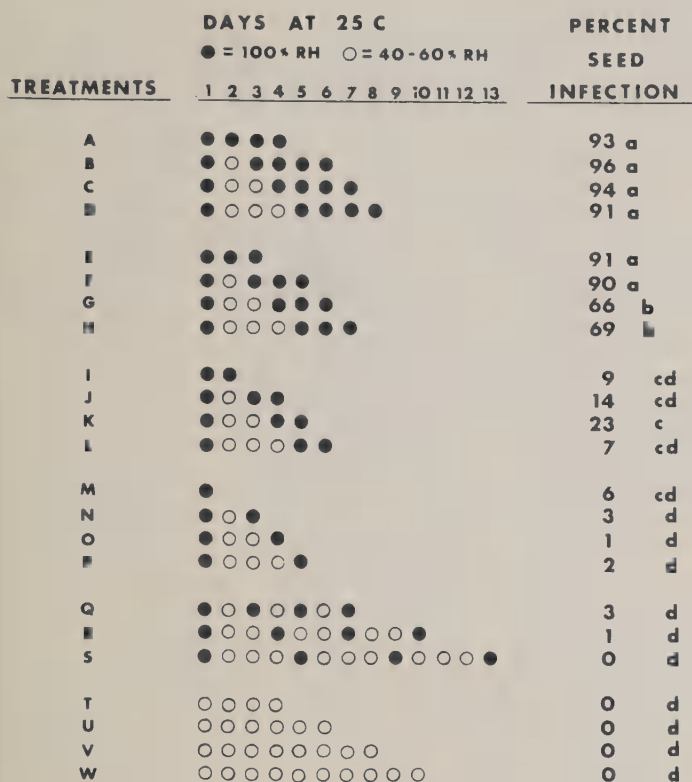 DAYS AT 25 C
● = 100% RH ○ = 40-60% RH
PERCENT
SEED
INFECTION
TREATMENTS
1 2 3 4 5 6 7 8 9 10 11 12 13
A 93 a
B 96 a
C 94 a
91 a
91 a
F 90 a
G 66 b
69
I 9 cd
J 14 cd
K 23 c
L 7 cd
M 6 cd
N 3 d
O 1 d
2 d
Q 3 d
1 d
S 0 d
T 0 d
U 0 d
V 0 d
W 0 d